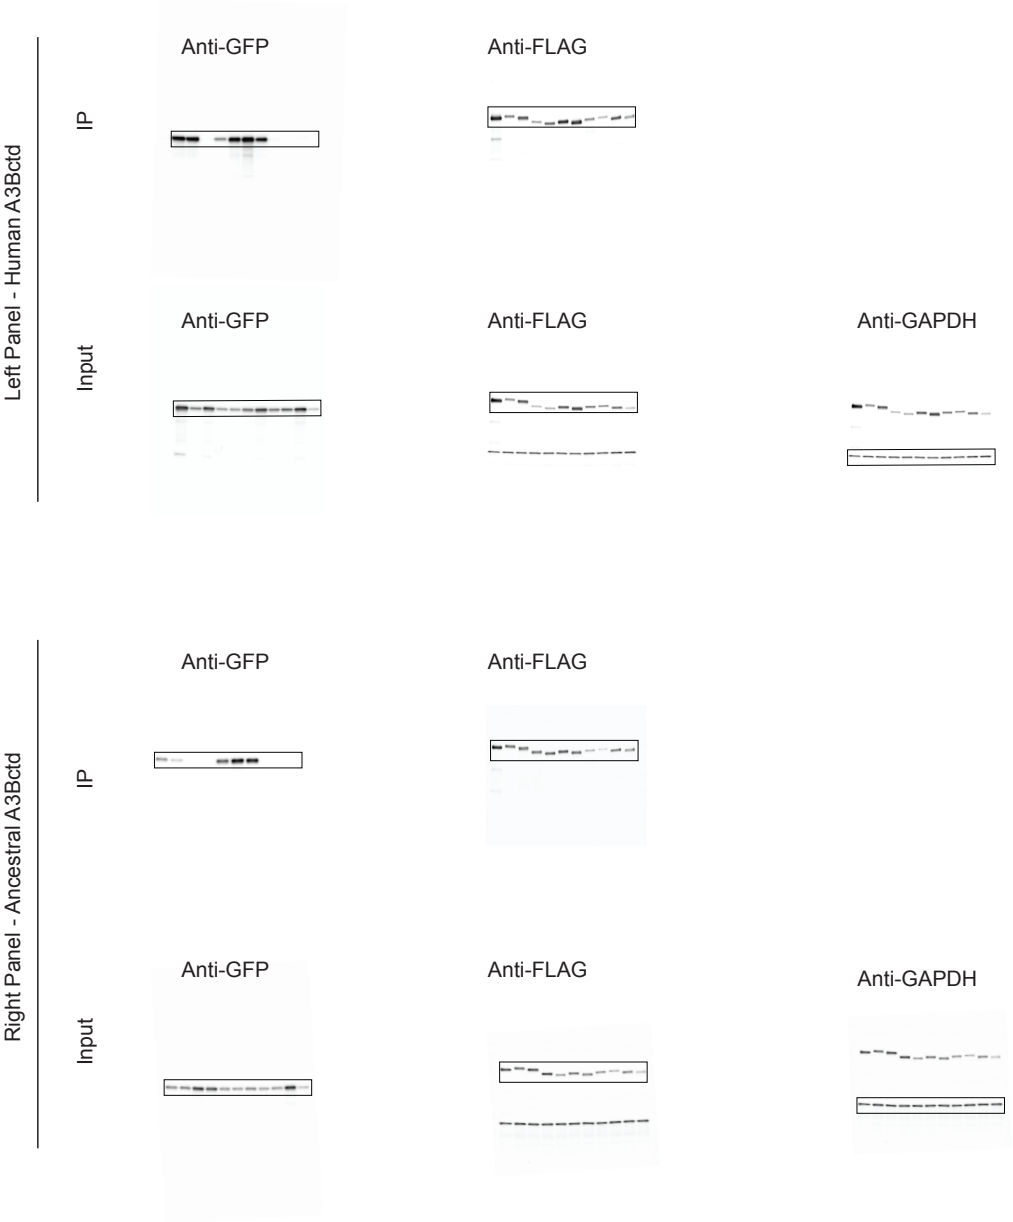 Left Panel - Human A3Bctd
IP
Anti-GFP
Anti-FLAG
Input
Anti-GFP
Anti-FLAG
Anti-GAPDH
Right Panel - Ancestral A3Bctd
IP
Anti-GFP
Anti-FLAG
Input
Anti-GFP
Anti-FLAG
Anti-GAPDH